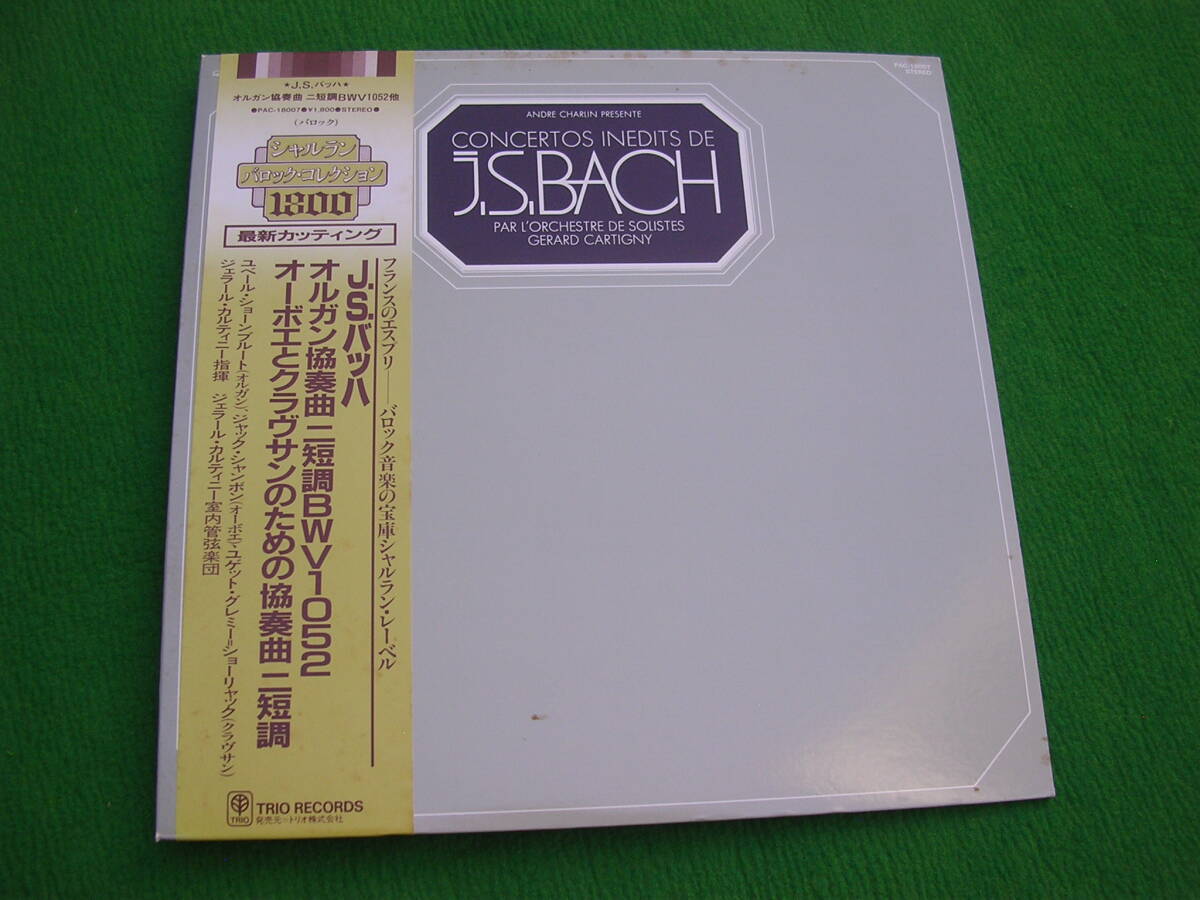 ★J.S.バッハ★
オルガン協奏曲 ニ短調BWV1052他
●PAC-18007●¥1,800●STEREO●
(バロック)
シャルラン
バロック・コレクション
1800
最新カッティング
フランスのエスプリ——バロック音楽の宝庫シャルラン・レーベル
J.S.バッハ
オルガン協奏曲 ニ短調BWV1052
オーボエとクラヴサンのための協奏曲 ニ短調
ユベール・ショーンブルート(オルガン)、ジャック・シャンボン(オーボエ)、ユゲット・グレミー=ショーリャック(クラヴサン)
ジェラール・カルティニー指揮 ジェラール・カルティニー室内管弦楽団
TRIO
TRIO RECORDS
発売元=トリオ株式会社
PAC-18007
STEREO
ANDRE CHARLIN PRESENTE
CONCERTOS INEDITS DE
J.S.BACH
PAR L'ORCHESTRE DE SOLISTES
GERARD CARTIGNY